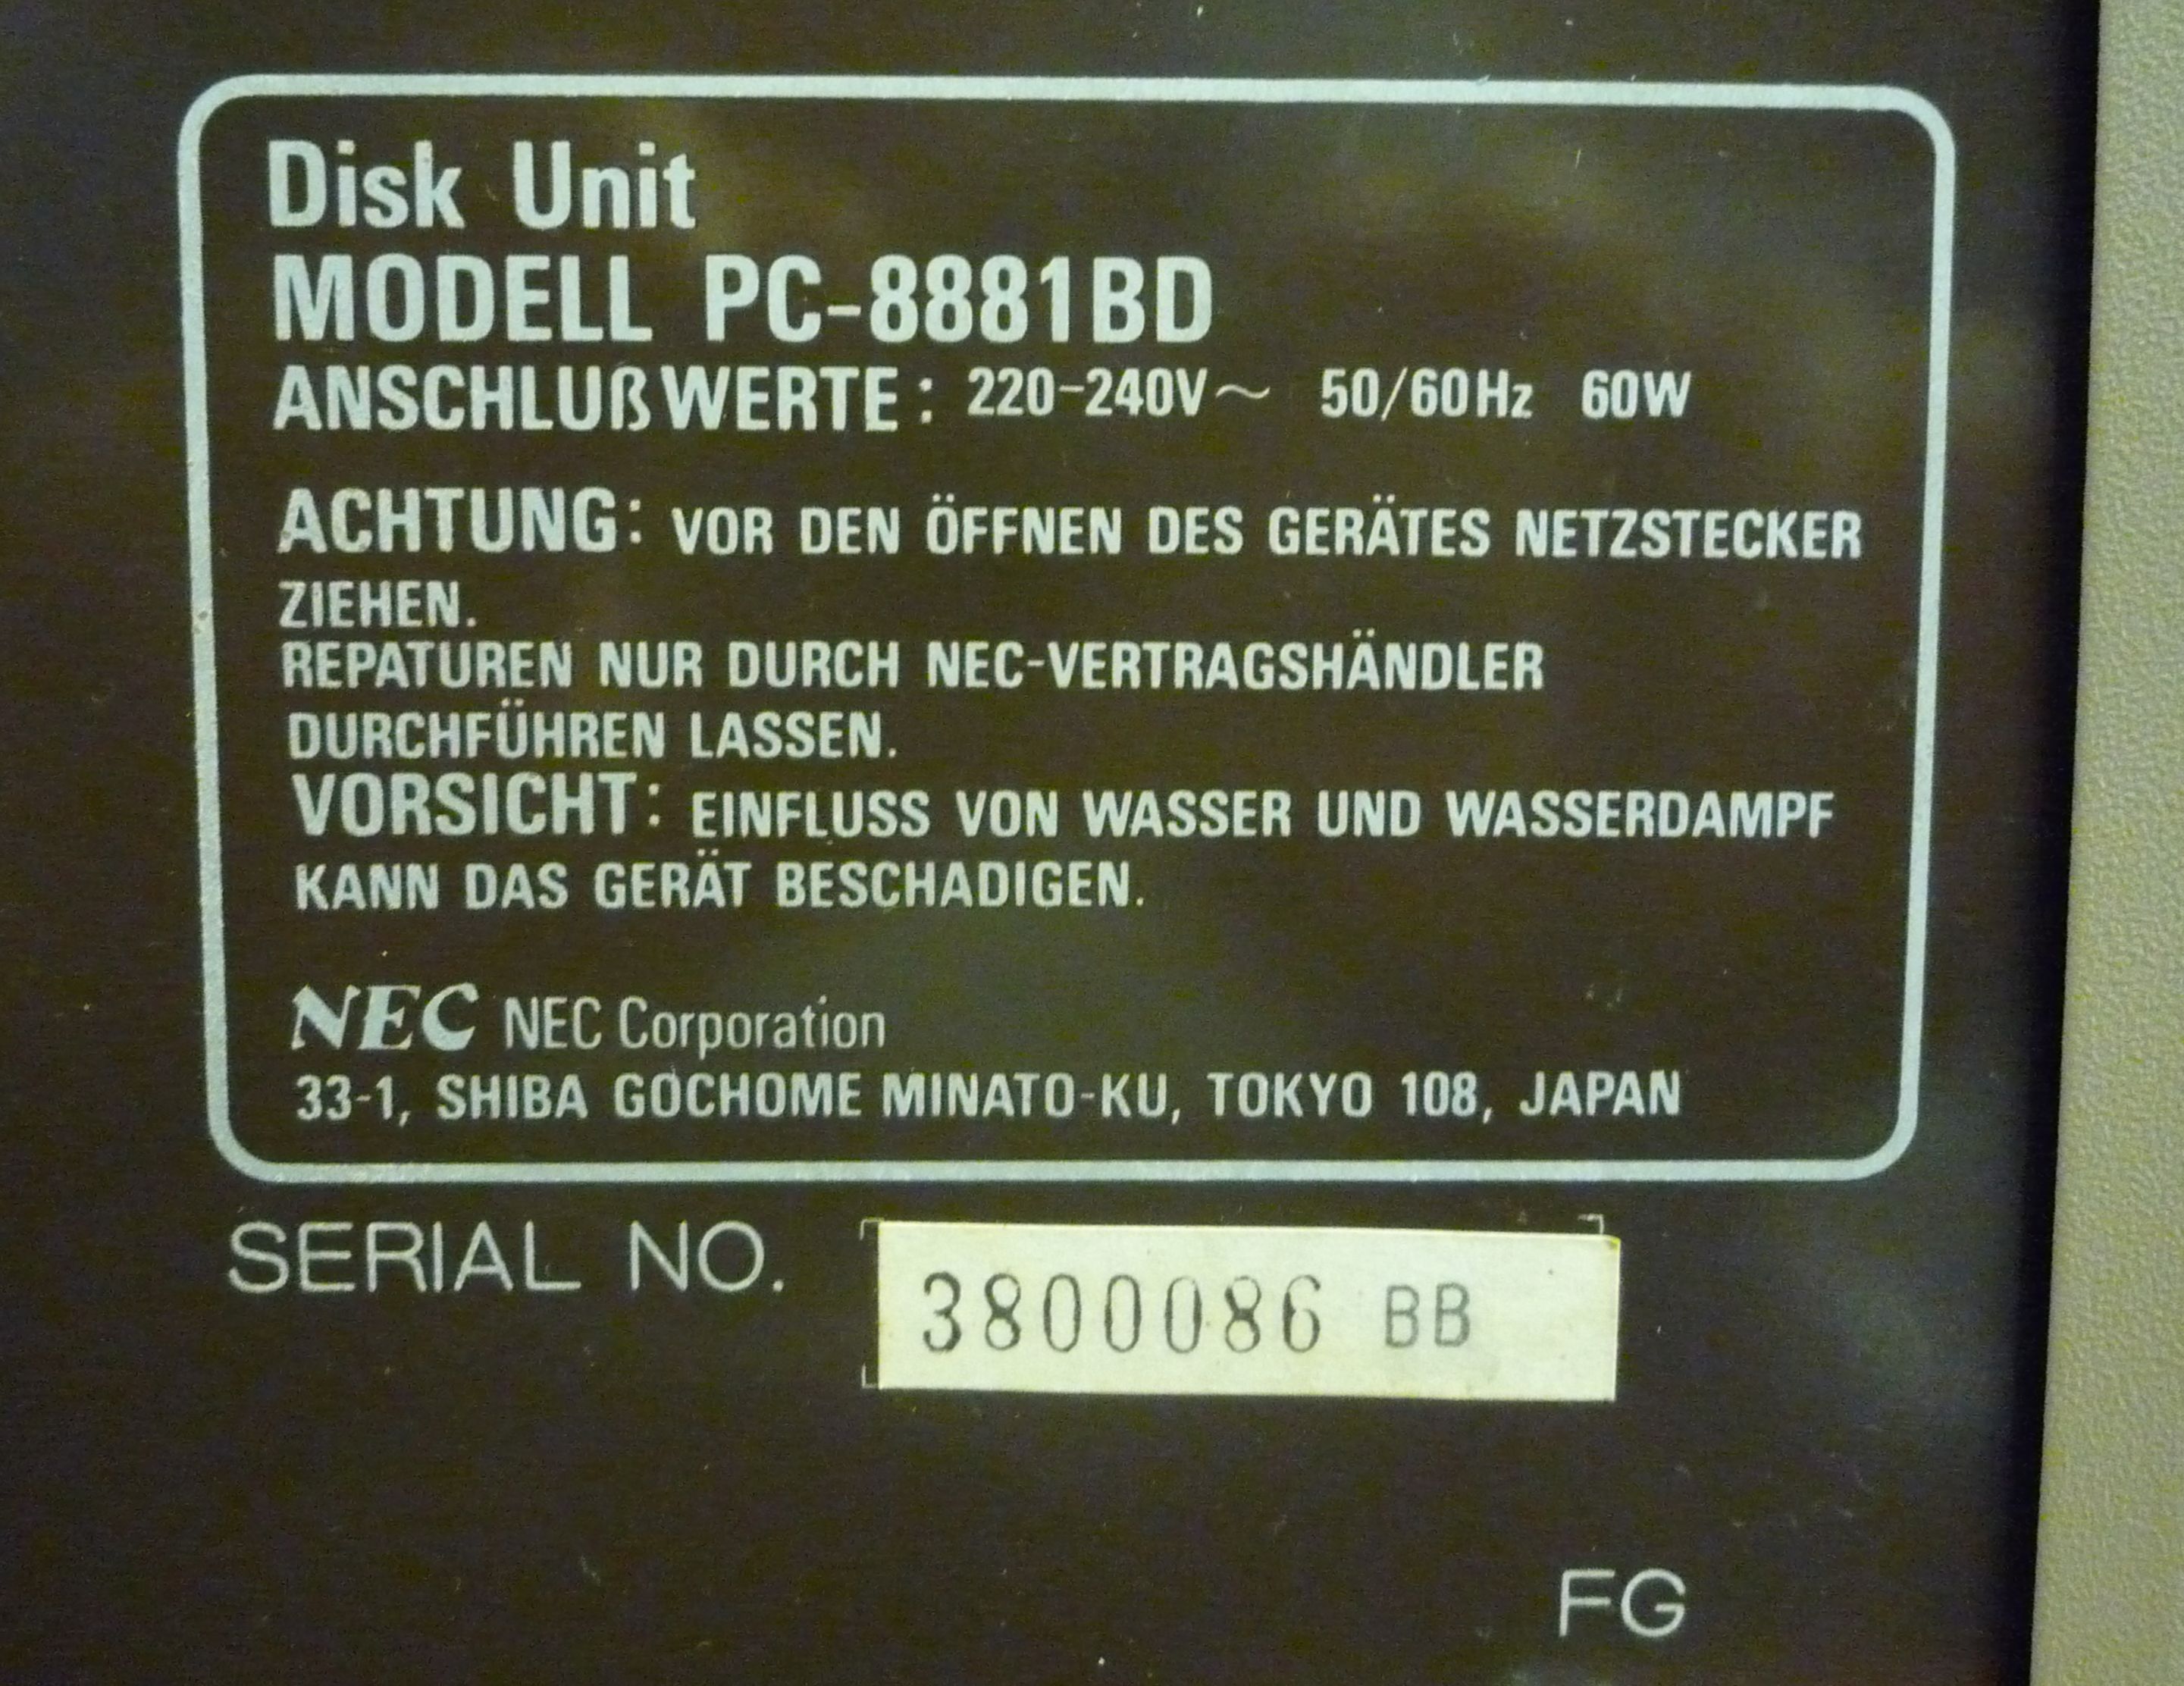 Disk Unit
MODELL PC-8881BD
ANSCHLUßWERTE: 220-240V~ 50/60Hz 60W
ACHTUNG: VOR DEN ÖFFNEN DES GERÄTES NETZSTECKER
ZIEHEN.
REPATUREN NUR DURCH NEC-VERTRAGSHÄNDLER
DURCHFÜHREN LASSEN.
VORSICHT: EINFLUSS VON WASSER UND WASSERDAMPF
KANN DAS GERÄT BESCHADIGEN.
NEC NEC Corporation
33-1, SHIBA GOCHOME MINATO-KU, TOKYO 108, JAPAN
SERIAL NO. 3800086 BB
FG